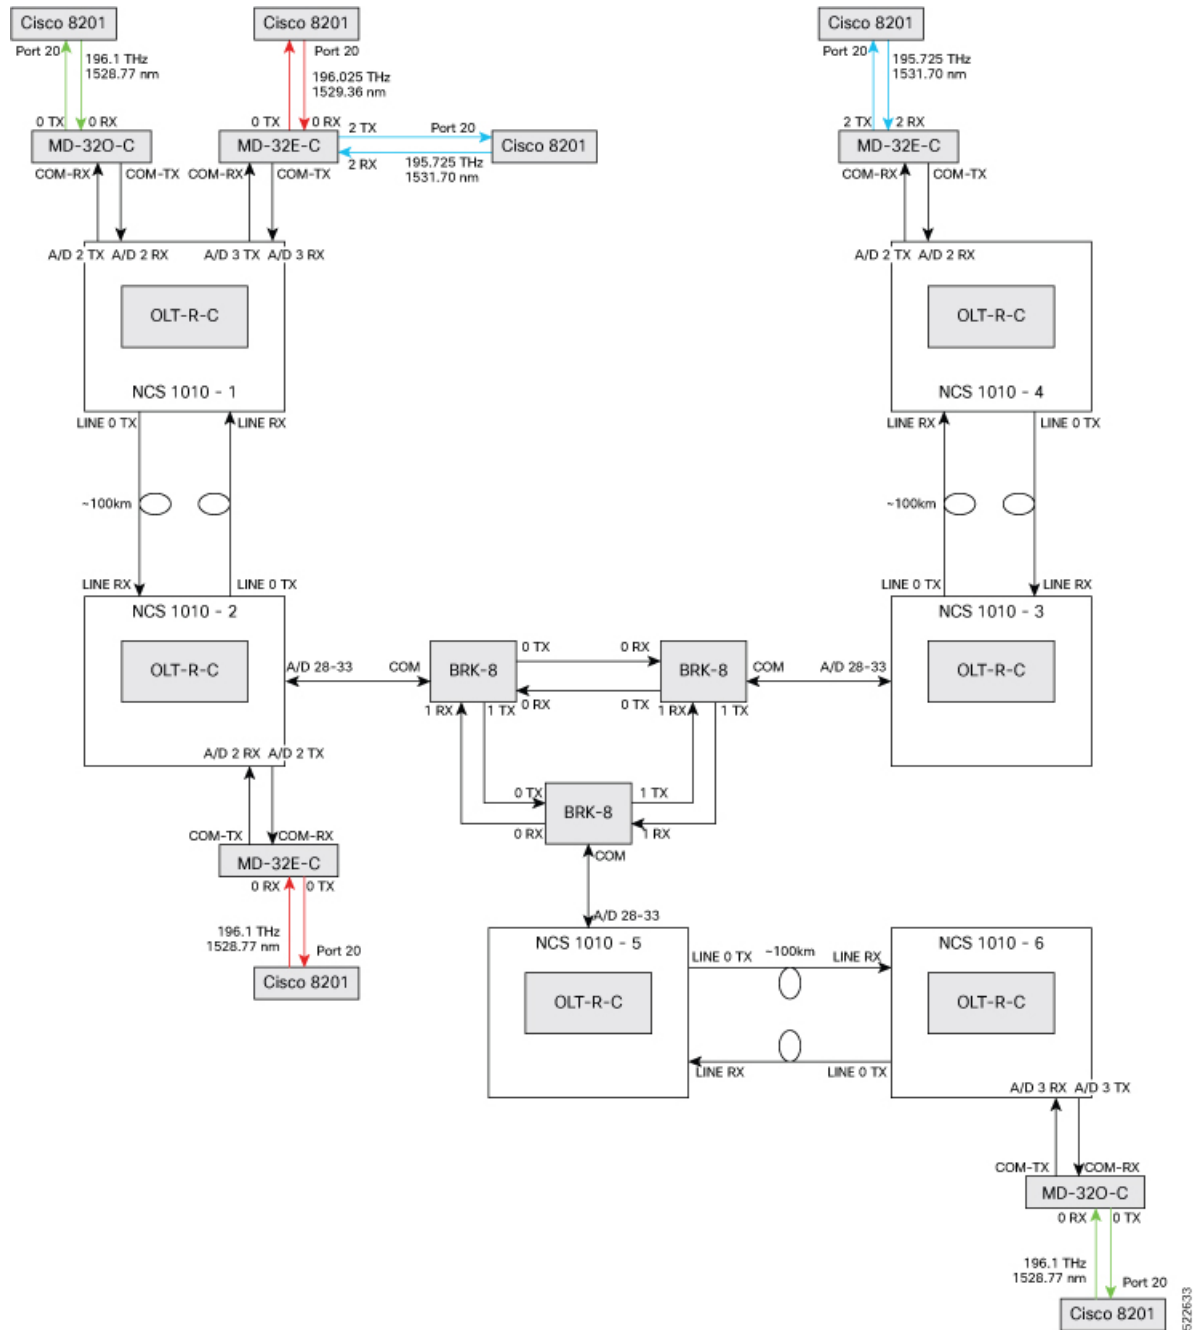 Cisco 8201
Cisco 8201
Cisco 8201
Port 20
196.1 THz
1528.77 nm
Port 20
196.025 THz
1529.36 nm
Port 20
195.725 THz
1531.70 nm
0 TX
0 RX
0 TX
0 RX
2 TX
Port 20
2 TX
2 RX
MD-32O-C
MD-32E-C
Cisco 8201
MD-32E-C
2 RX
195.725 THz
1531.70 nm
COM-RX
COM-TX
COM-RX
COM-TX
COM-RX
COM-TX
A/D 2 TX
A/D 2 RX
A/D 3 TX
A/D 3 RX
A/D 2 TX
A/D 2 RX
OLT-R-C
OLT-R-C
NCS 1010 - 1
NCS 1010 - 4
LINE 0 TX
LINE RX
LINE RX
LINE 0 TX
~100km
~100km
LINE RX
LINE 0 TX
LINE 0 TX
LINE RX
NCS 1010 - 2
NCS 1010 - 3
OLT-R-C
A/D 28-33
COM
BRK-8
0 TX
0 RX
BRK-8
COM
A/D 28-33
OLT-R-C
0 RX
0 TX
1 RX
1 TX
1 RX
1 TX
A/D 2 RX
A/D 2 TX
0 TX
1 TX
BRK-8
0 RX
1 RX
COM-TX
COM-RX
COM
MD-32E-C
0 RX
0 TX
196.1 THz
1528.77 nm
Port 20
Cisco 8201
A/D 28-33
NCS 1010 - 5
NCS 1010 - 6
LINE 0 TX
~100km
LINE RX
OLT-R-C
OLT-R-C
LINE RX
LINE 0 TX
A/D 3 RX
A/D 3 TX
COM-TX
COM-RX
MD-32O-C
0 RX
0 TX
196.1 THz
1528.77 nm
Port 20
Cisco 8201
522633